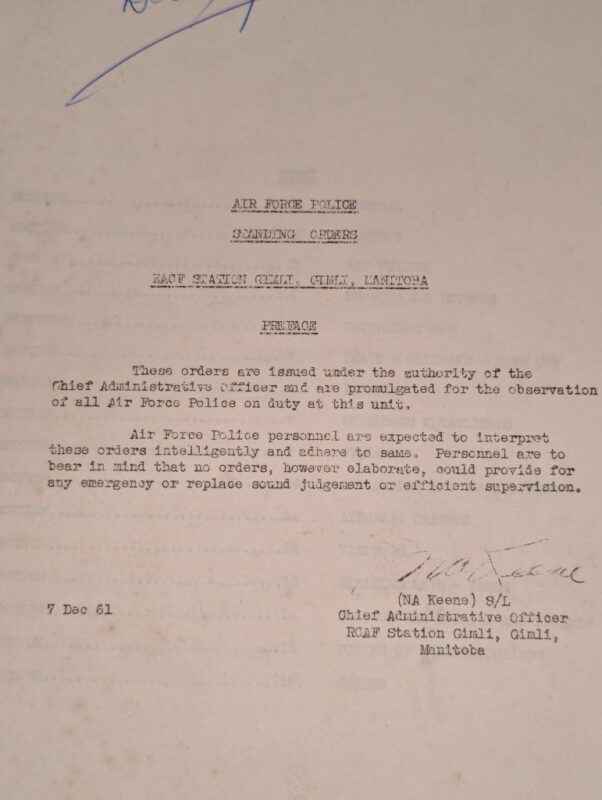 AIR FORCE POLICE
STANDING ORDERS
RACF STATION GIMLI, GIMLI, MANITOBA
PREFACE
These orders are issued under the authority of the
Chief Administrative Officer and are promulgated for the observation
of all Air Force Police on duty at this unit.
Air Force Police personnel are expected to interpret
these orders intelligently and adhere to same. Personnel are to
bear in mind that no orders, however elaborate, could provide for
any emergency or replace sound judgement or efficient supervision.
NA Keene
7 Dec 61
(NA Keene) S/L
Chief Administrative Officer
RCAF Station Gimli, Gimli,
Manitoba